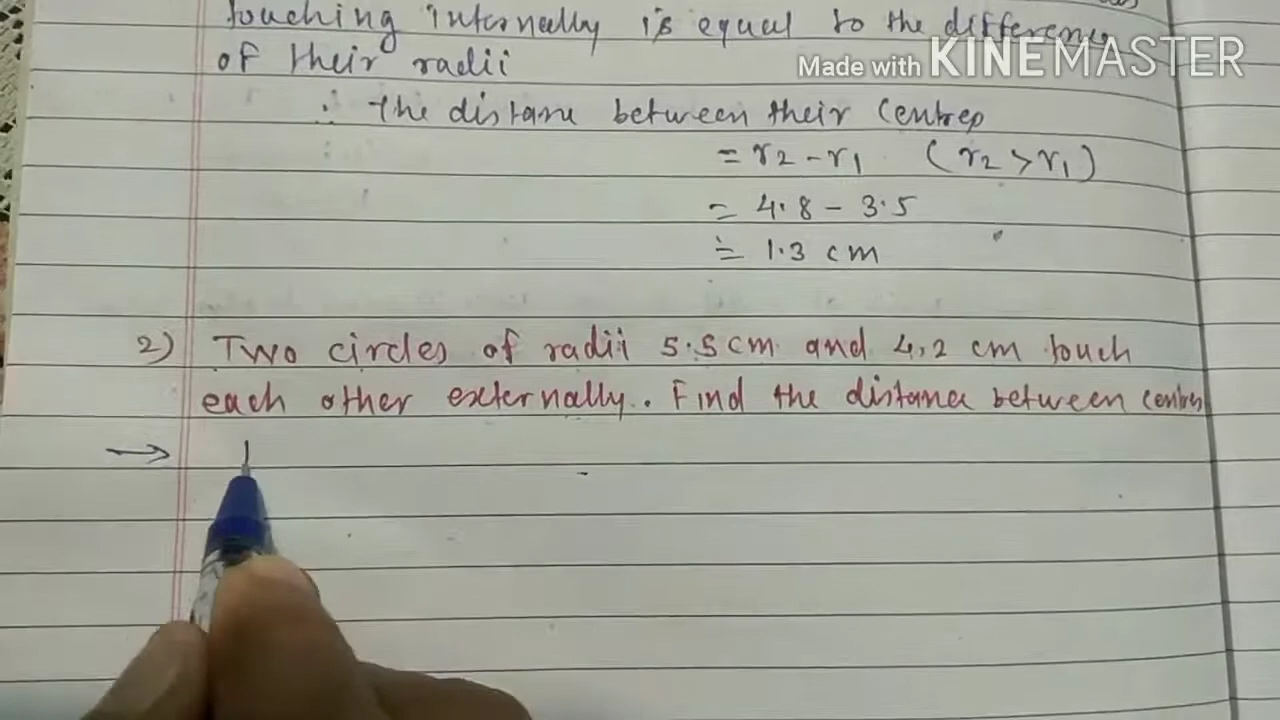 touching internally is equal to the difference
of their radii
Made with KINEMASTER
∴ the distane between their centres
= r2 - r1 (r2 > r1)
= 4.8 - 3.5
= 1.3 cm
2) Two circles of radii 5.5 cm and 4.2 cm touch
each other externally. Find the distance between centres
→